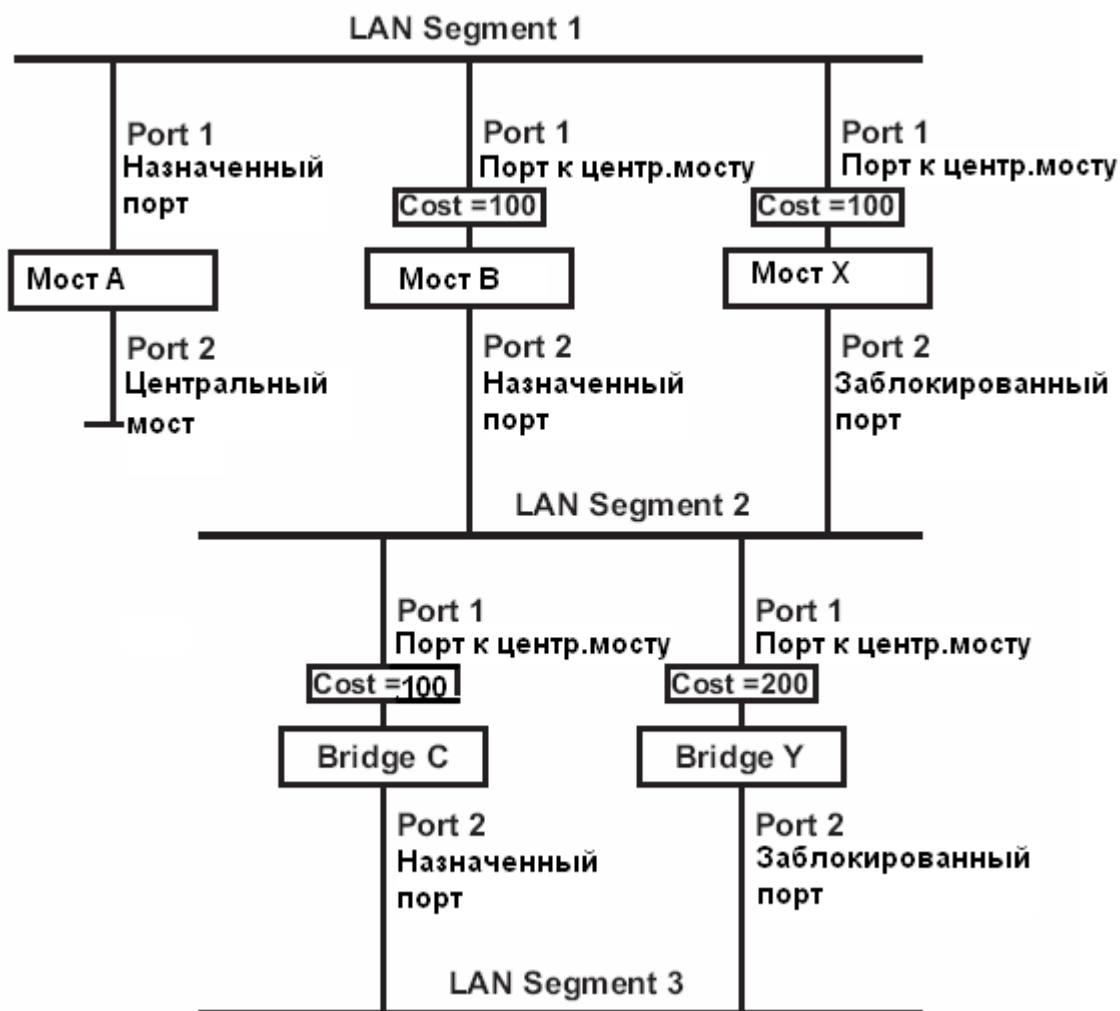 LAN Segment 1
Port 1
Назначенный
порт
Port 1
Порт к центр.мосту
Cost =100
Port 1
Порт к центр.мосту
Cost =100
Мост A
Мост B
Мост X
Port 2
Центральный
мост
Port 2
Назначенный
порт
Port 2
Заблокированный
порт
LAN Segment 2
Port 1
Порт к центр.мосту
Cost =100
Port 1
Порт к центр.мосту
Cost =200
Bridge C
Bridge Y
Port 2
Назначенный
порт
Port 2
Заблокированный
порт
LAN Segment 3